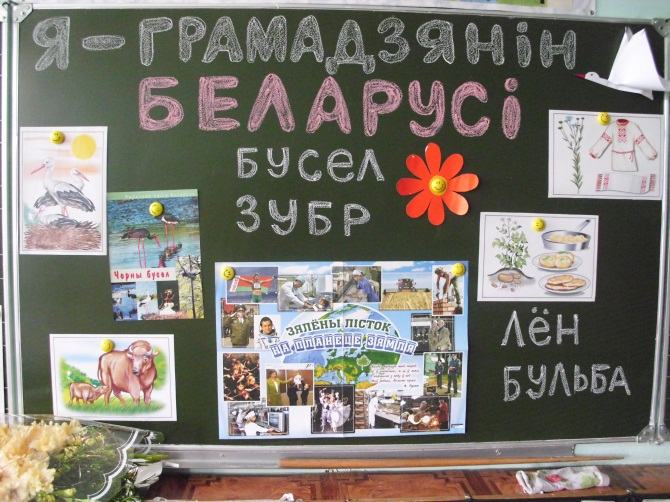 Я - ГРАМАДЗЯНІН
БЕЛАРУСІ
БУСЕЛ
ЗУБР
Чорны бусел
ЗЯЛЁНЫ ЛІСТОК
НА ПЛАНЕЦЕ ЗЯМЛЯ
ЛЁН
БУЛЬБА